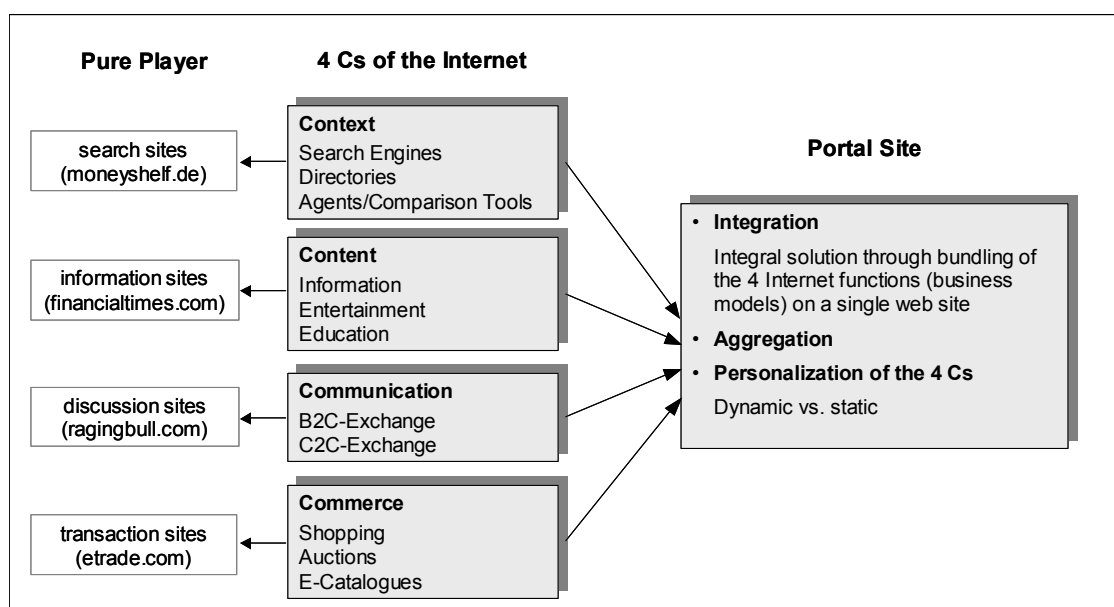 Pure Player
4 Cs of the Internet
Portal Site
search sites
(moneyshelf.de)
Context
Search Engines
Directories
Agents/Comparison Tools
information sites
(financialtimes.com)
Content
Information
Entertainment
Education
discussion sites
(ragingbull.com)
Communication
B2C-Exchange
C2C-Exchange
transaction sites
(etrade.com)
Commerce
Shopping
Auctions
E-Catalogues
• Integration
Integral solution through bundling of
the 4 Internet functions (business
models) on a single web site
• Aggregation
• Personalization of the 4 Cs
Dynamic vs. static